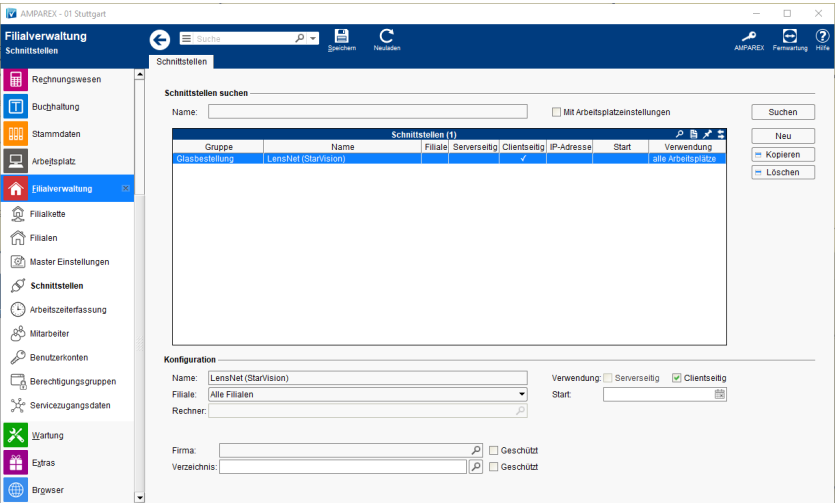 AMPAREX - 01 Stuttgart
Filialverwaltung
Schnittstellen
Suche
Speichern
Neuladen
AMPAREX
Fernwartung
Hilfe
Schnittstellen
Rechnungswesen
Buchhaltung
Stammdaten
Arbeitsplatz
Filialverwaltung
Filialkette
Filialen
Master Einstellungen
Schnittstellen
Arbeitszeiterfassung
Mitarbeiter
Benutzerkonten
Berechtigungsgruppen
Servicezugangsdaten
Wartung
Extras
Browser
Schnittstellen suchen
Name:
Mit Arbeitsplatzeinstellungen
Suchen
Schnittstellen (1)
Neu
Gruppe Name Filiale Serverseitig Clientseitig IP-Adresse Start Verwendung
Glasbestellung LensNet (StarVision) ✓ alle Arbeitsplätze
Kopieren
Löschen
Konfiguration
Name: LensNet (StarVision) Verwendung: Serverseitig Clientseitig
Filiale: Alle Filialen Start:
Rechner:
Firma: Geschützt
Verzeichnis: Geschützt